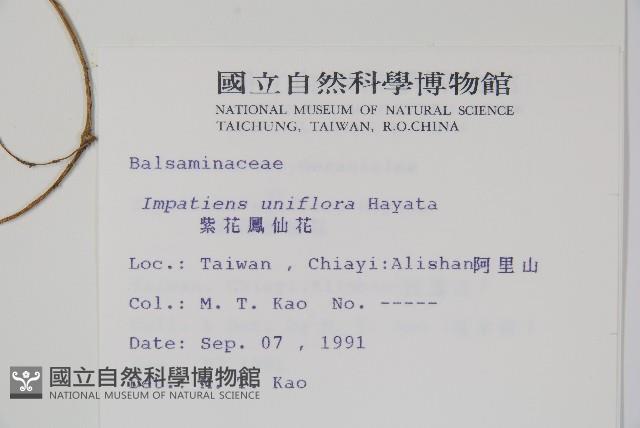 國立自然科學博物館
NATIONAL MUSEUM OF NATURAL SCIENCE
TAICHUNG, TAIWAN, R.O.CHINA
Balsaminaceae
Impatiens uniflora Hayata
紫花鳳仙花
Loc.: Taiwan , Chiayi:Alishan阿里山
Col.: M. T. Kao No. -----
Date: Sep. 07 , 1991
Det.: M. T. Kao
國立自然科學博物館
NATIONAL MUSEUM OF NATURAL SCIENCE